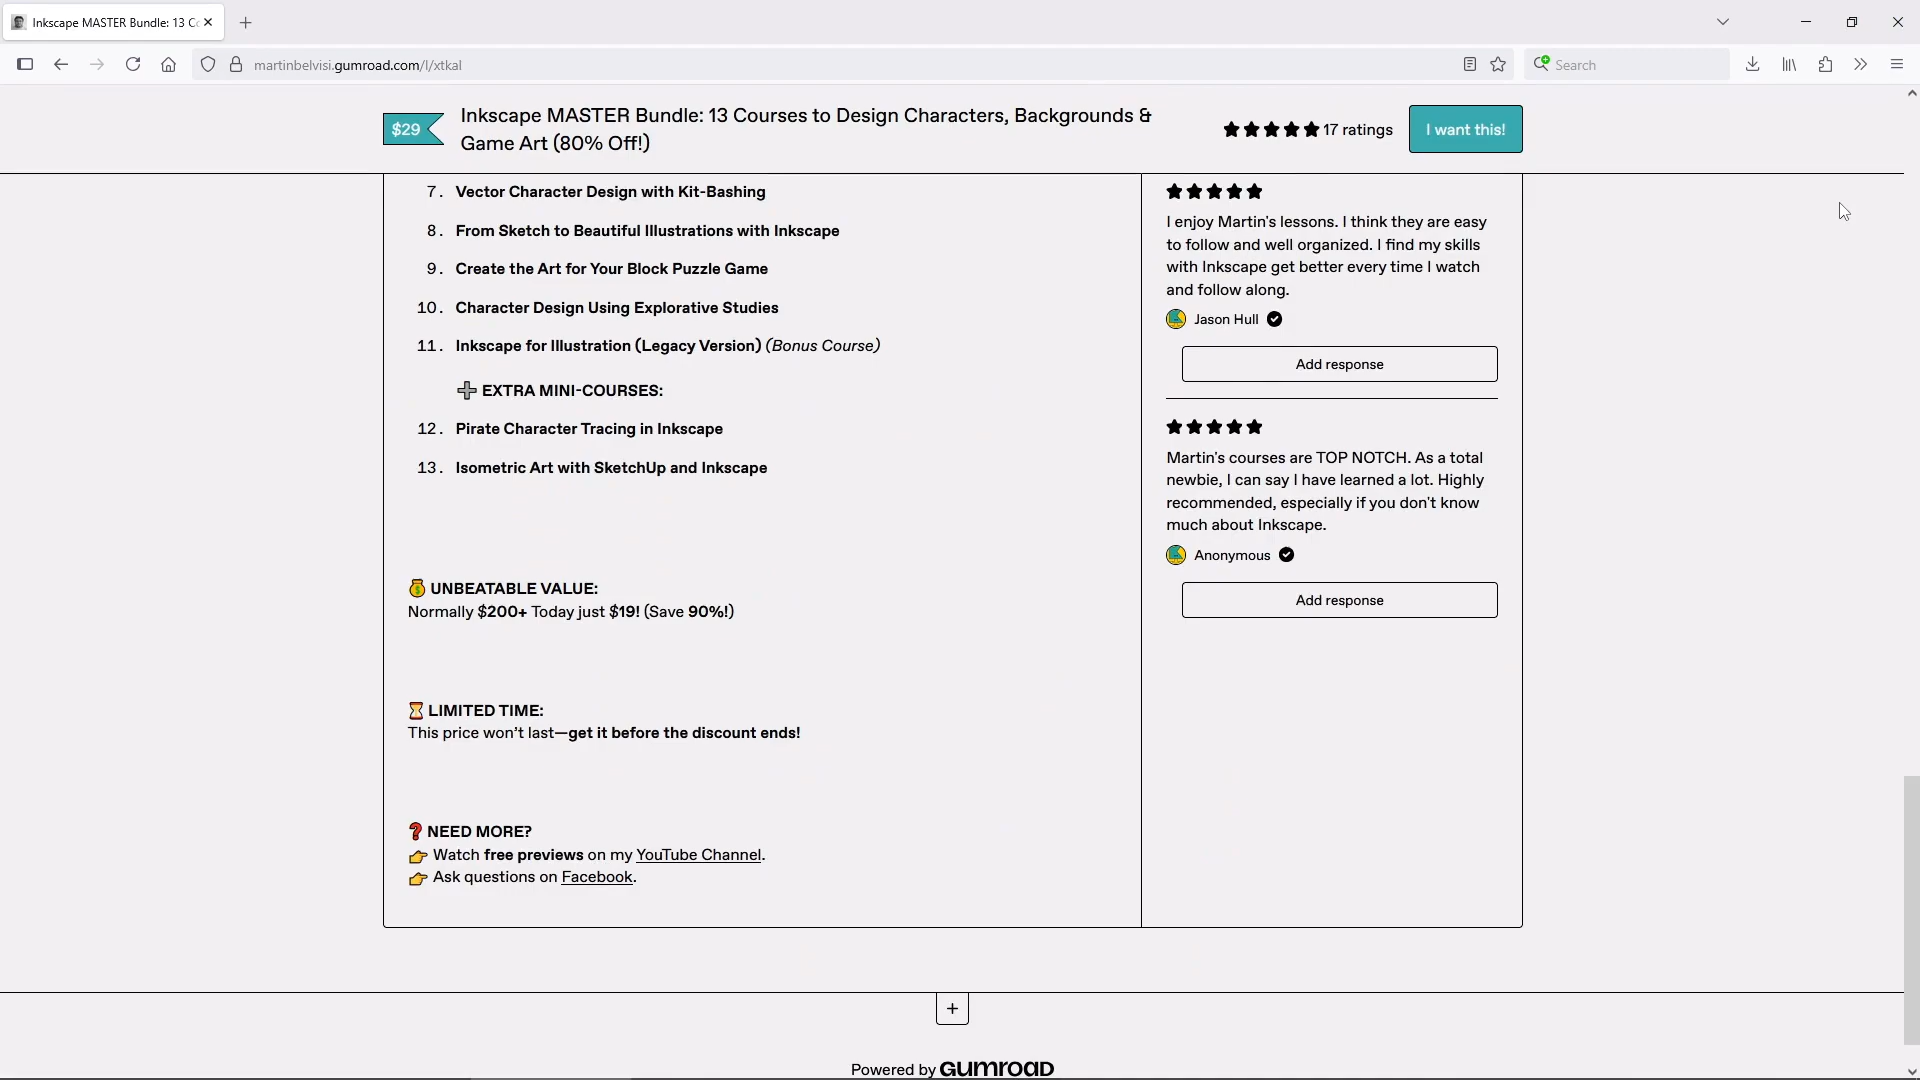 Inkscape MASTER Bundle: 13 Co
martinbelvisi.gumroad.com/l/xtkal
Search
$29
Inkscape MASTER Bundle: 13 Courses to Design Characters, Backgrounds &
Game Art (80% Off!)
17 ratings
I want this!
7. Vector Character Design with Kit-Bashing
8. From Sketch to Beautiful Illustrations with Inkscape
9. Create the Art for Your Block Puzzle Game
10. Character Design Using Explorative Studies
11. Inkscape for Illustration (Legacy Version) (Bonus Course)
➕ EXTRA MINI-COURSES:
12. Pirate Character Tracing in Inkscape
13. Isometric Art with SketchUp and Inkscape
💰 UNBEATABLE VALUE:
Normally $200+ Today just $19! (Save 90%!)
⏳ LIMITED TIME:
This price won't last—get it before the discount ends!
❓ NEED MORE?
👉 Watch free previews on my YouTube Channel.
👉 Ask questions on Facebook.
I enjoy Martin's lessons. I think they are easy
to follow and well organized. I find my skills
with Inkscape get better every time I watch
and follow along.
Jason Hull
Add response
Martin's courses are TOP NOTCH. As a total
newbie, I can say I have learned a lot. Highly
recommended, especially if you don't know
much about Inkscape.
Anonymous
Add response
+
Powered by GUMROAD